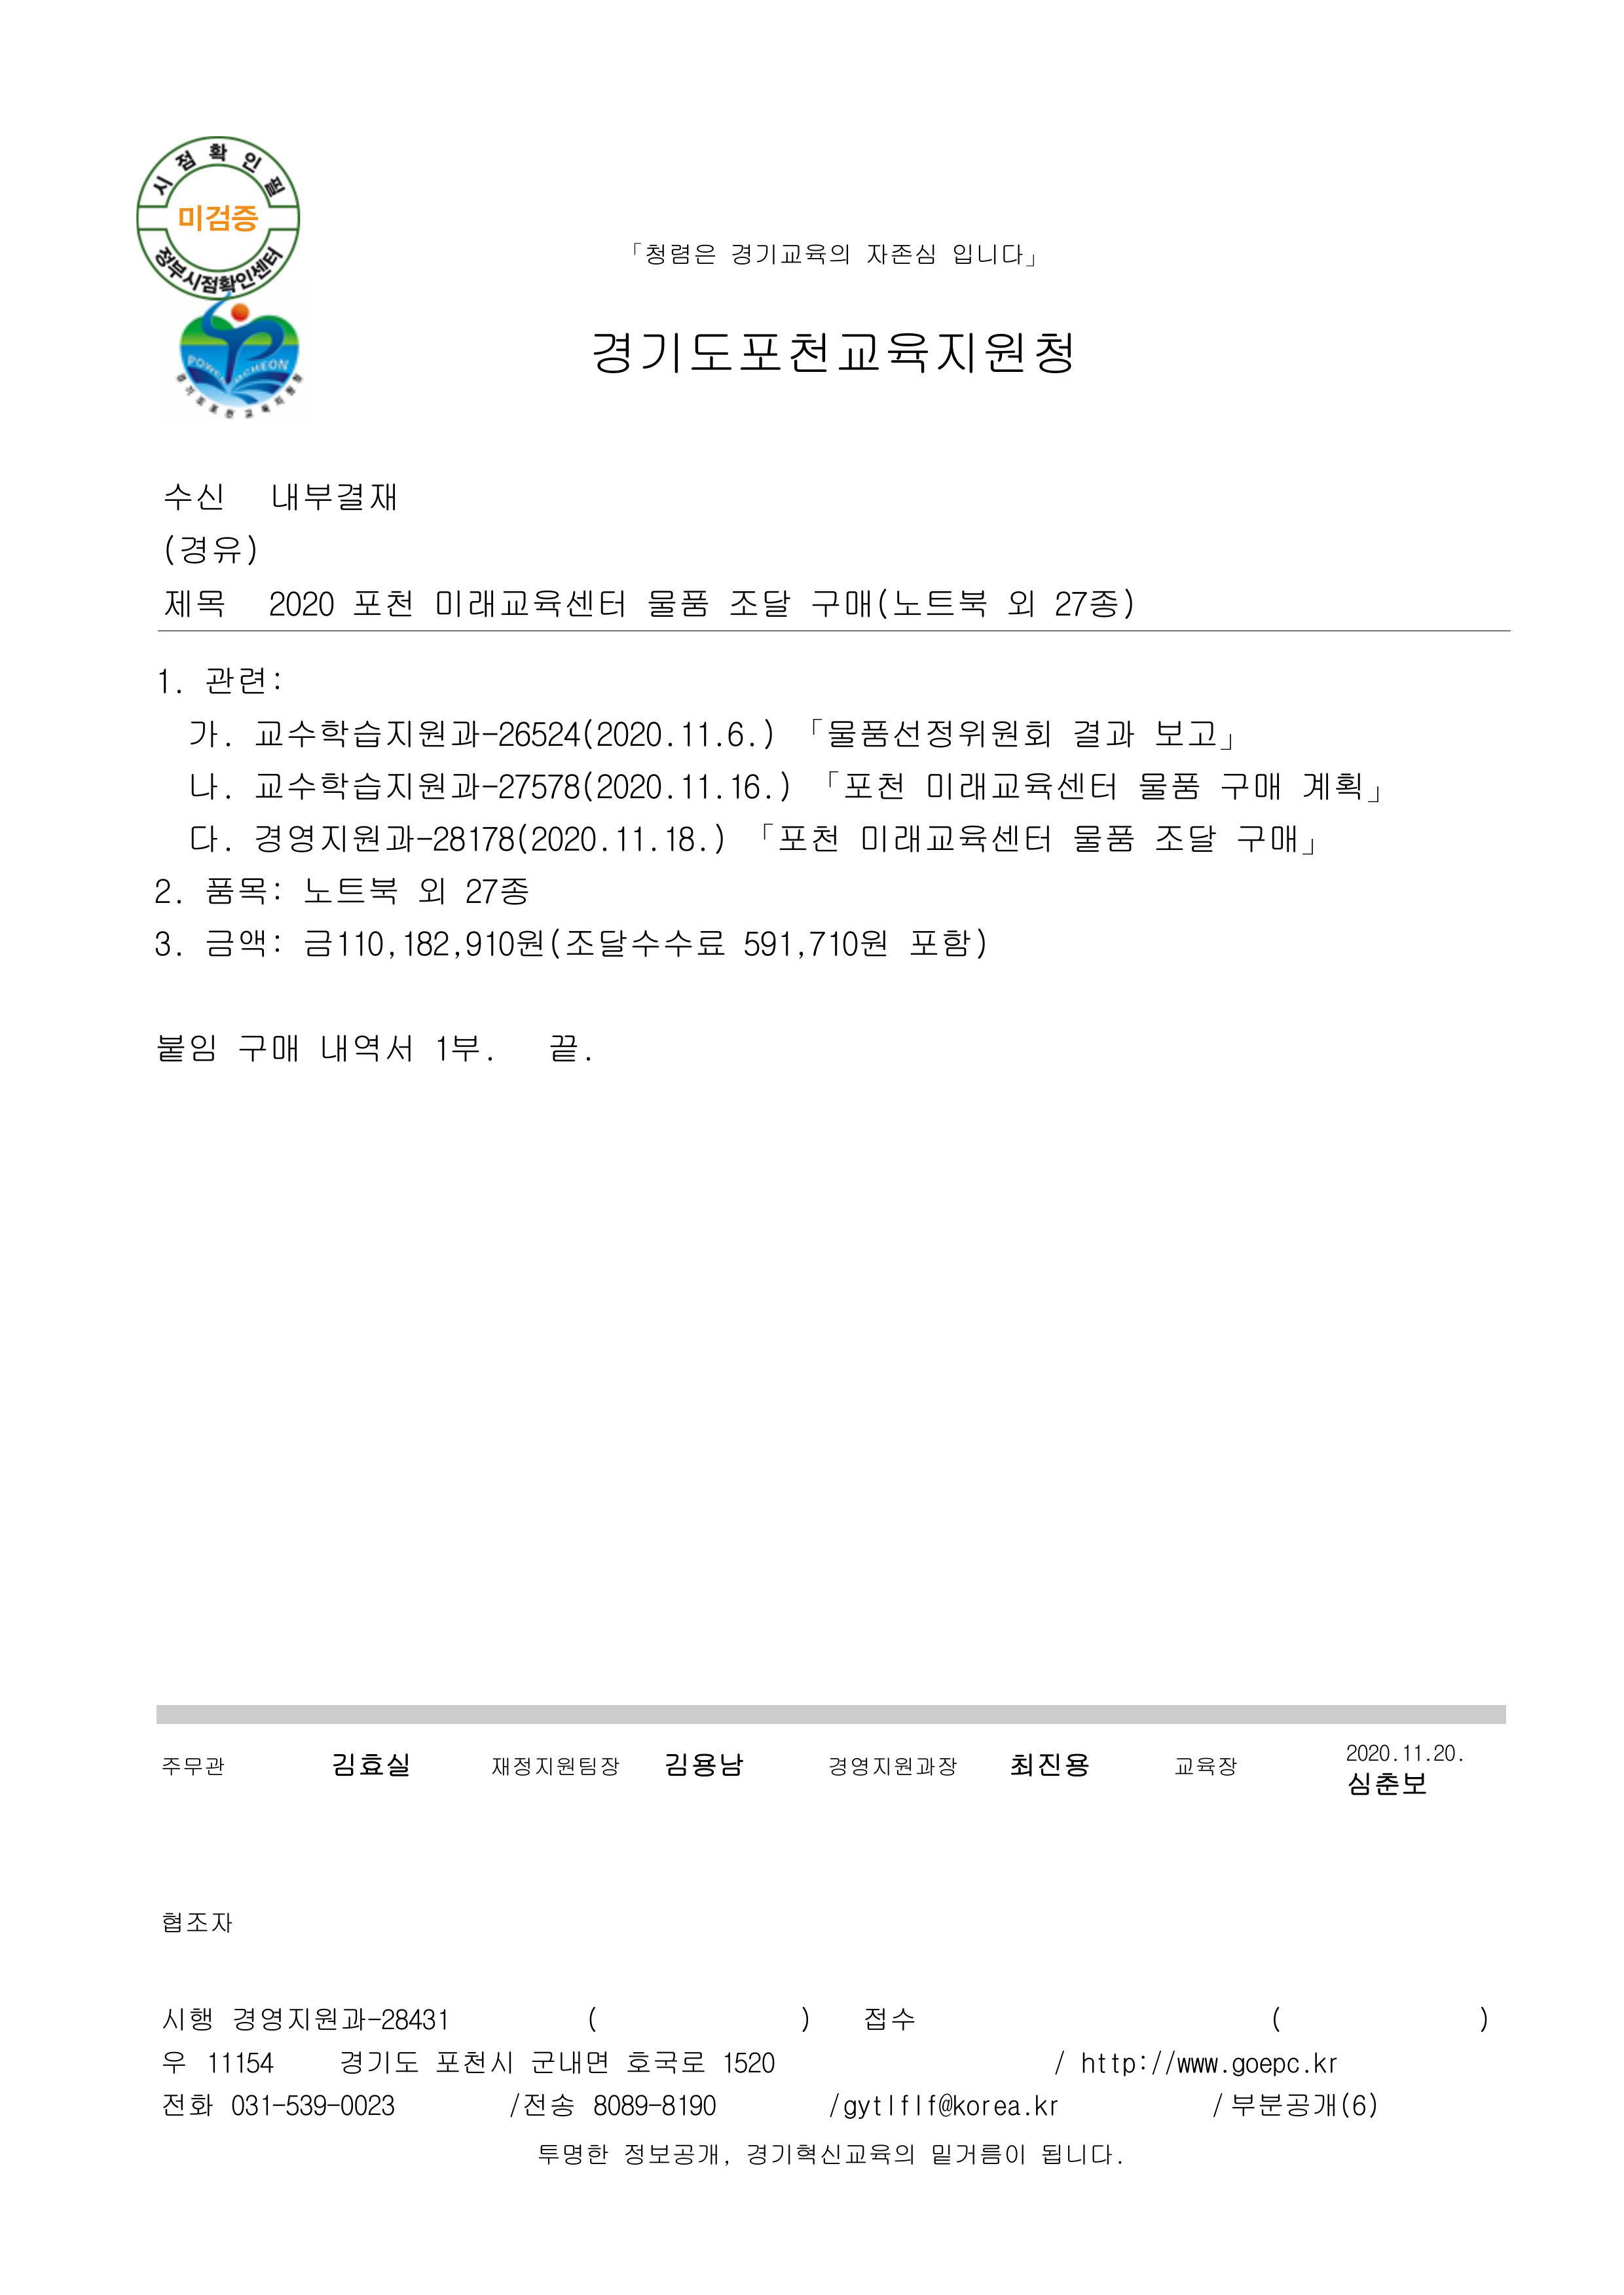 시점확인필
미검증
정부시점확인센터
「청렴은 경기교육의 자존심 입니다」
경기도포천교육지원청
수신 내부결재
(경유)
제목 2020 포천 미래교육센터 물품 조달 구매(노트북 외 27종)
1. 관련:
가. 교수학습지원과-26524(2020.11.6.) 「물품선정위원회 결과 보고」
나. 교수학습지원과-27578(2020.11.16.) 「포천 미래교육센터 물품 구매 계획」
다. 경영지원과-28178(2020.11.18.) 「포천 미래교육센터 물품 조달 구매」
2. 품목: 노트북 외 27종
3. 금액: 금110,182,910원(조달수수료 591,710원 포함)
붙임 구매 내역서 1부. 끝.
주무관 김효실 재정지원팀장 김용남 경영지원과장 최진용 교육장 2020.11.20.
심춘보
협조자
시행 경영지원과-28431 ( ) 접수 ( )
우 11154 경기도 포천시 군내면 호국로 1520 / http://www.goepc.kr
전화 031-539-0023 /전송 8089-8190 /gytlflf@korea.kr / 부분공개(6)
투명한 정보공개, 경기혁신교육의 밑거름이 됩니다.